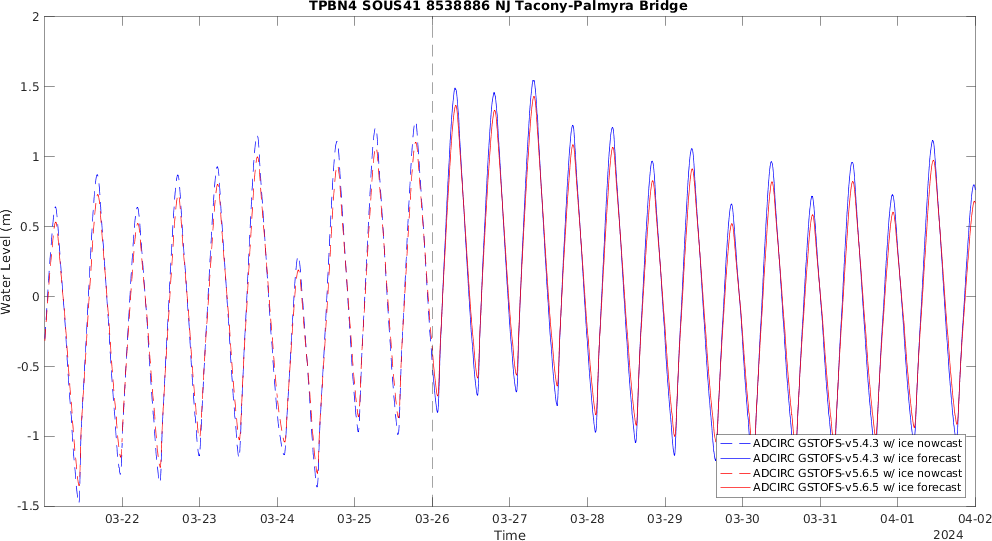 TPBN4 SOUS41 8538886 NJ Tacony-Palmyra Bridge
2
1.5
1
0.5
0
-0.5
-1
-1.5
Water Level (m)
ADCIRC GSTOFS-v5.4.3 w/ ice nowcast
ADCIRC GSTOFS-v5.4.3 w/ ice forecast
ADCIRC GSTOFS-v5.6.5 w/ ice nowcast
ADCIRC GSTOFS-v5.6.5 w/ ice forecast
03-22 03-23 03-24 03-25 03-26 03-27 03-28 03-29 03-30 03-31 04-01 04-02
Time
2024